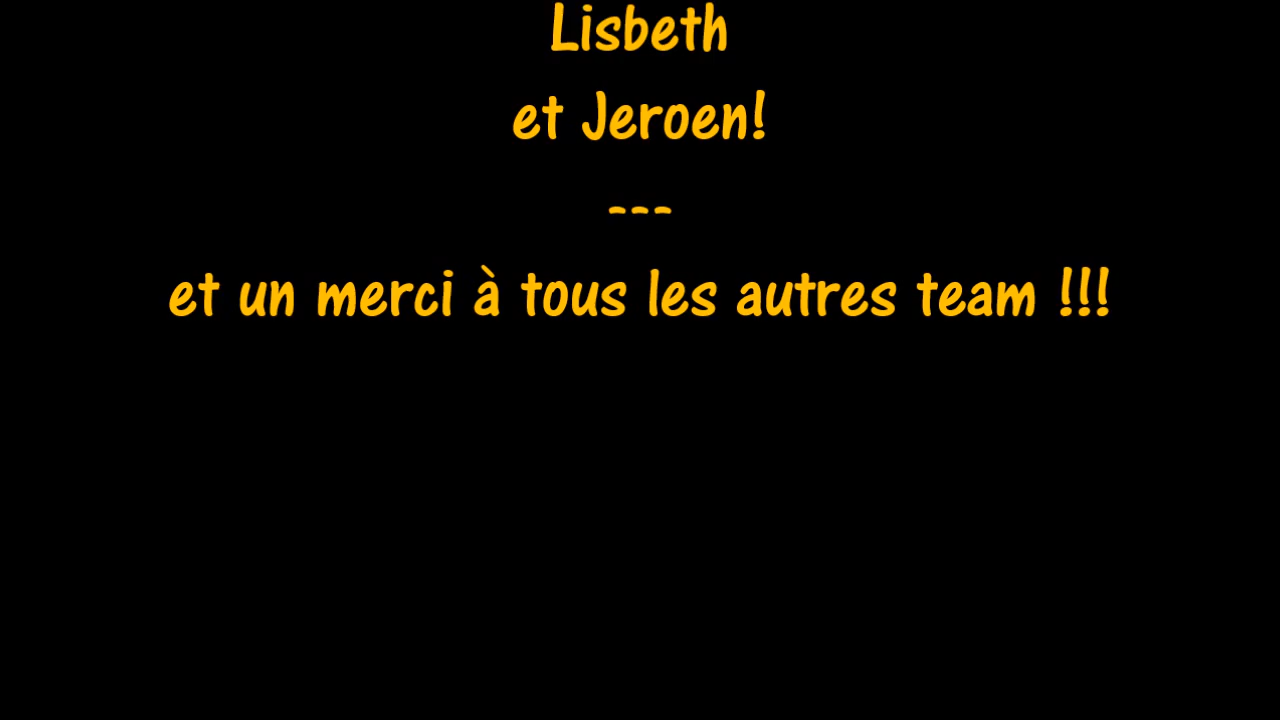 Lisbeth
et Jeroen!
---
et un merci à tous les autres team !!!